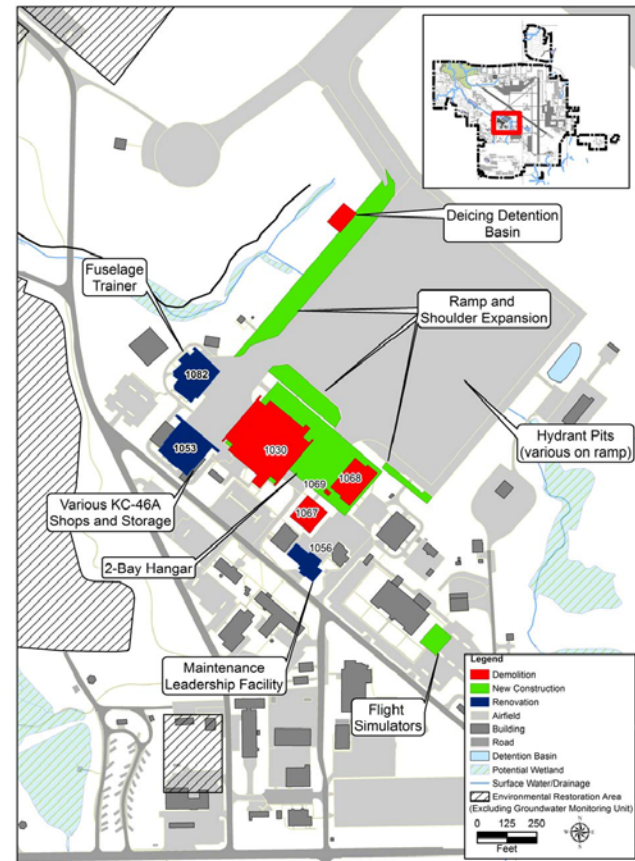 Deicing Detention
Basin
Fuselage
Trainer
Ramp and
Shoulder Expansion
1082
1053
1030
Hydrant Pits
(various on ramp)
1069
1068
Various KC-46A
Shops and Storage
1067
1056
2-Bay Hangar
Maintenance
Leadership Facility
Flight
Simulators
Legend
Demolition
New Construction
Renovation
Airfield
Building
Road
Detention Basin
Potential Wetland
Surface Water/Drainage
Environmental Restoration Area
(Excluding Groundwater Monitoring Unit)
0 125 250
Feet